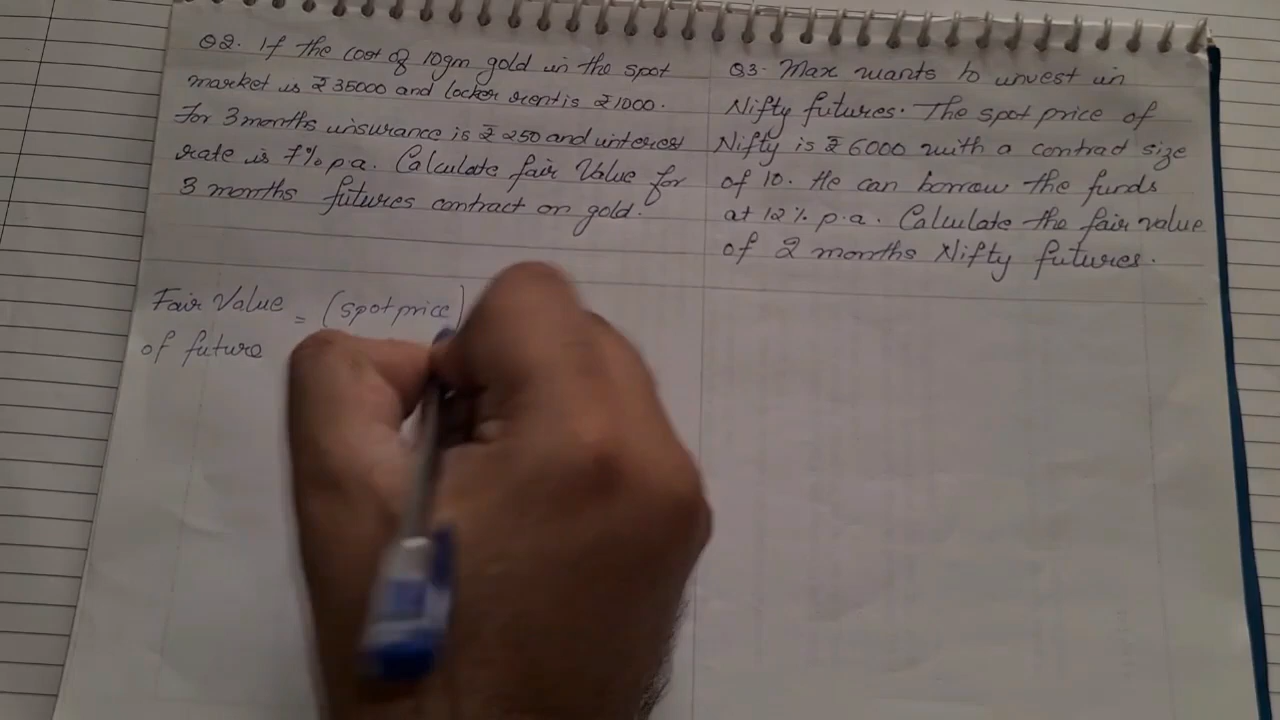 Q2. If the cost of 10gm gold in the spot
market is ₹35000 and locker rent is ₹1000.
For 3 months insurance is ₹250 and interest
rate is 7% p.a. Calculate fair Value for
3 months futures contract on gold.
Fair Value = (spot price)
of future
Q3- Max wants to invest in
Nifty futures. The spot price of
Nifty is ₹6000 with a contract size
of 10. He can borrow the funds
at 12% p.a. Calculate the fair value
of 2 months Nifty futures.